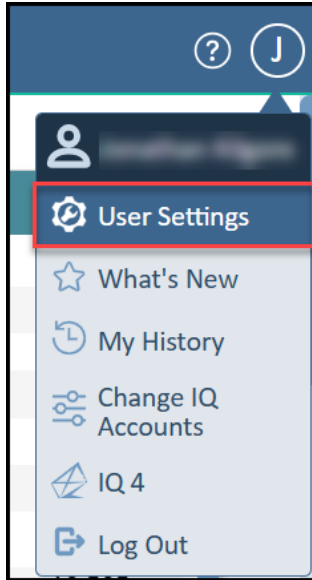 ?
J
User Settings
What's New
My History
Change IQ
Accounts
IQ 4
Log Out